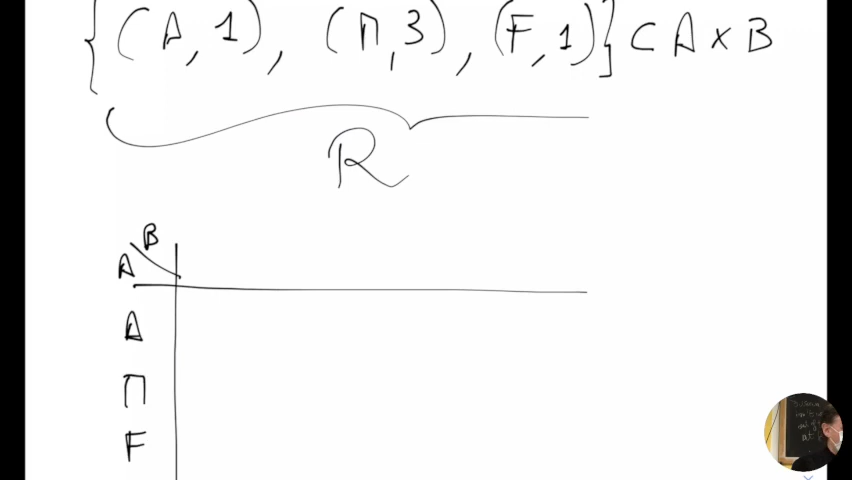 {(A, 1), (M, 3), (F, 1)} ⊂ A × B
R
B
A
A
M
F